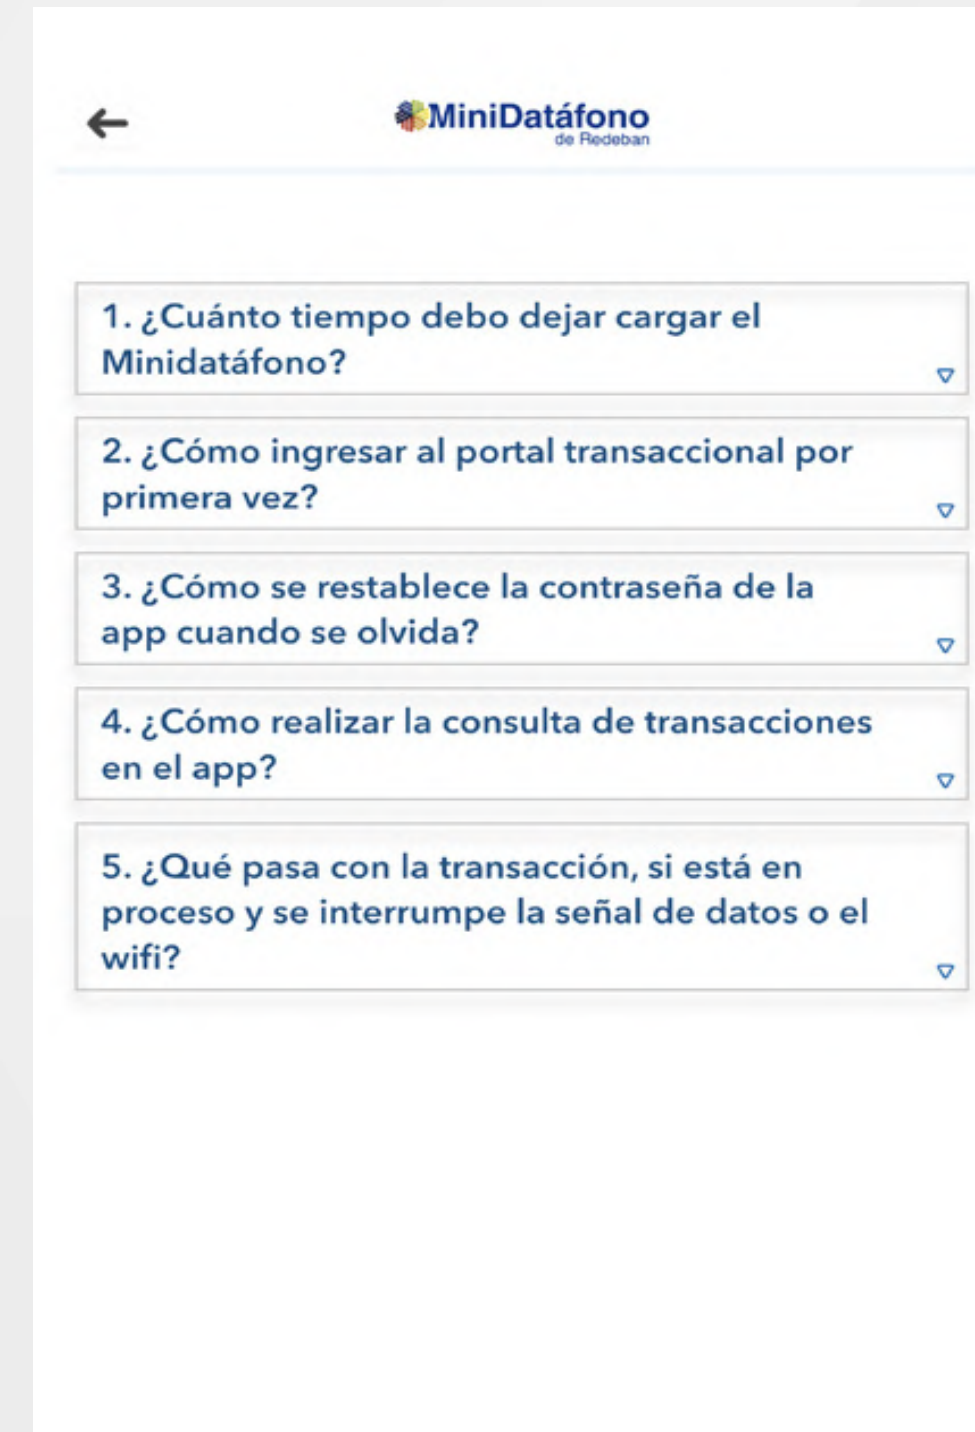 MiniDatáfono
de Redeban
1. ¿Cuánto tiempo debo dejar cargar el
Minidatáfono?
2. ¿Cómo ingresar al portal transaccional por
primera vez?
3. ¿Cómo se restablece la contraseña de la
app cuando se olvida?
4. ¿Cómo realizar la consulta de transacciones
en el app?
5. ¿Qué pasa con la transacción, si está en
proceso y se interrumpe la señal de datos o el
wifi?